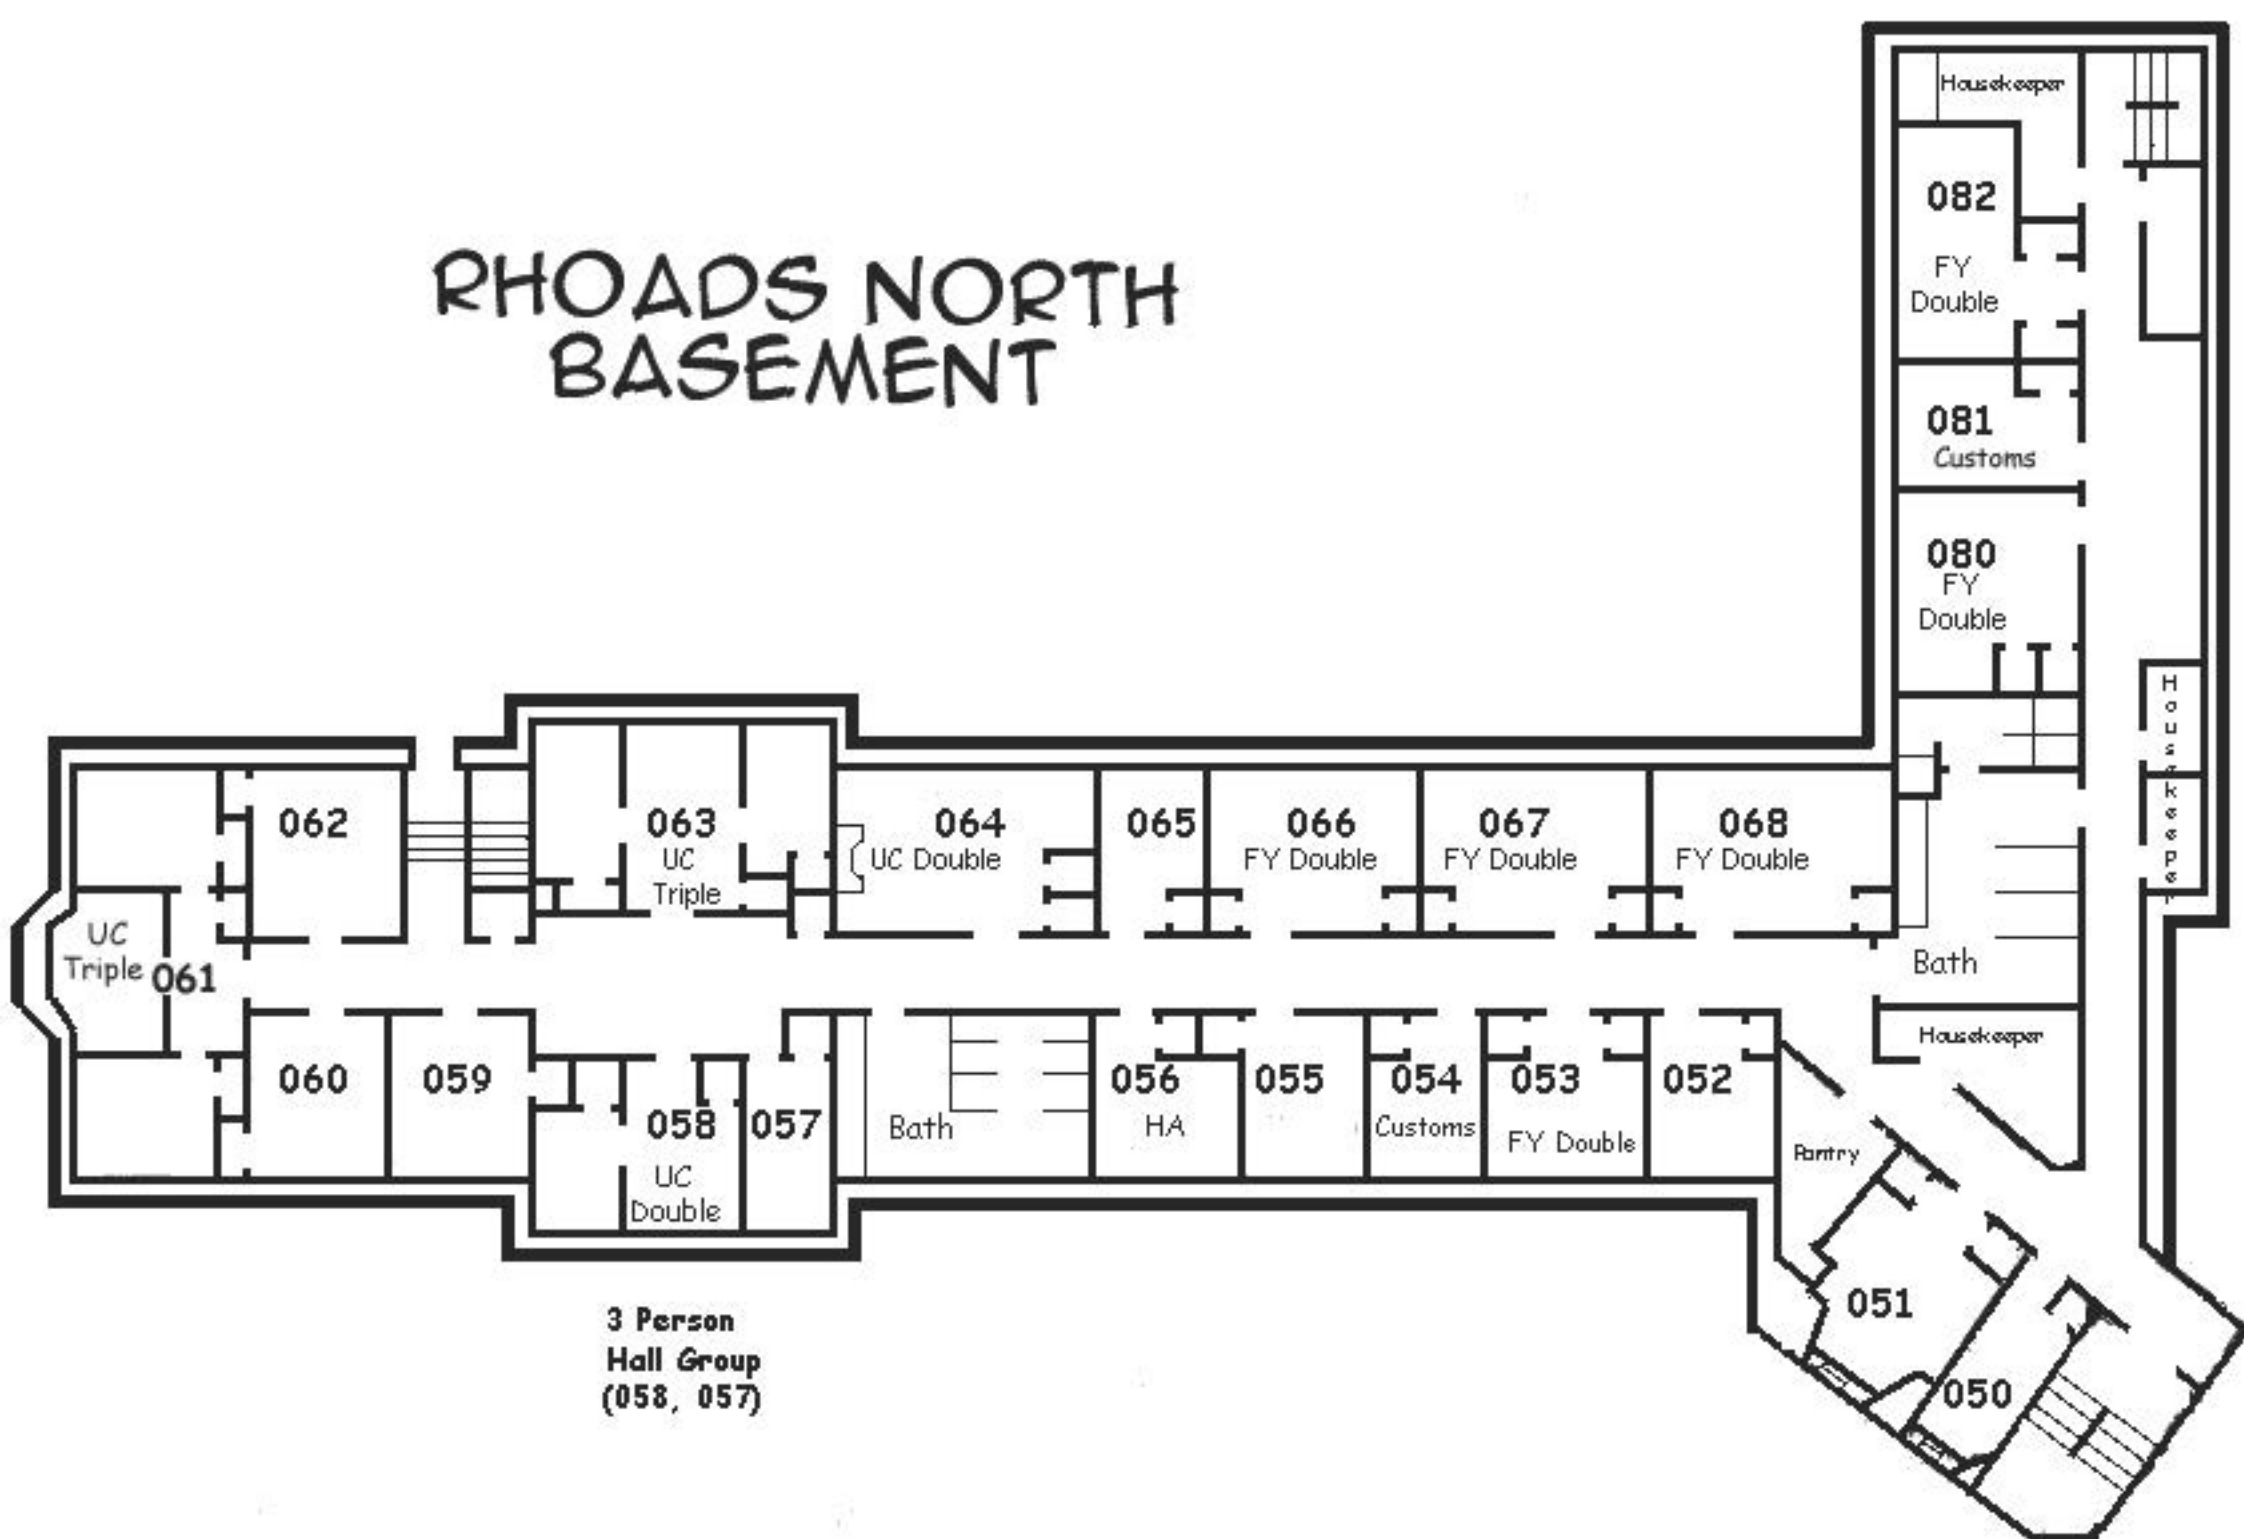 RHOADS NORTH
BASEMENT
Housekeeper
082
FY
Double
081
Customs
080
FY
Double
Housekeeper
062
063
UC
Triple
064
UC Double
065
066
FY Double
067
FY Double
068
FY Double
UC
Triple
061
Bath
Housekeeper
060
059
058
UC
Double
057
Bath
056
HA
055
054
Customs
053
FY Double
052
Pantry
051
050
3 Person
Hall Group
(058, 057)